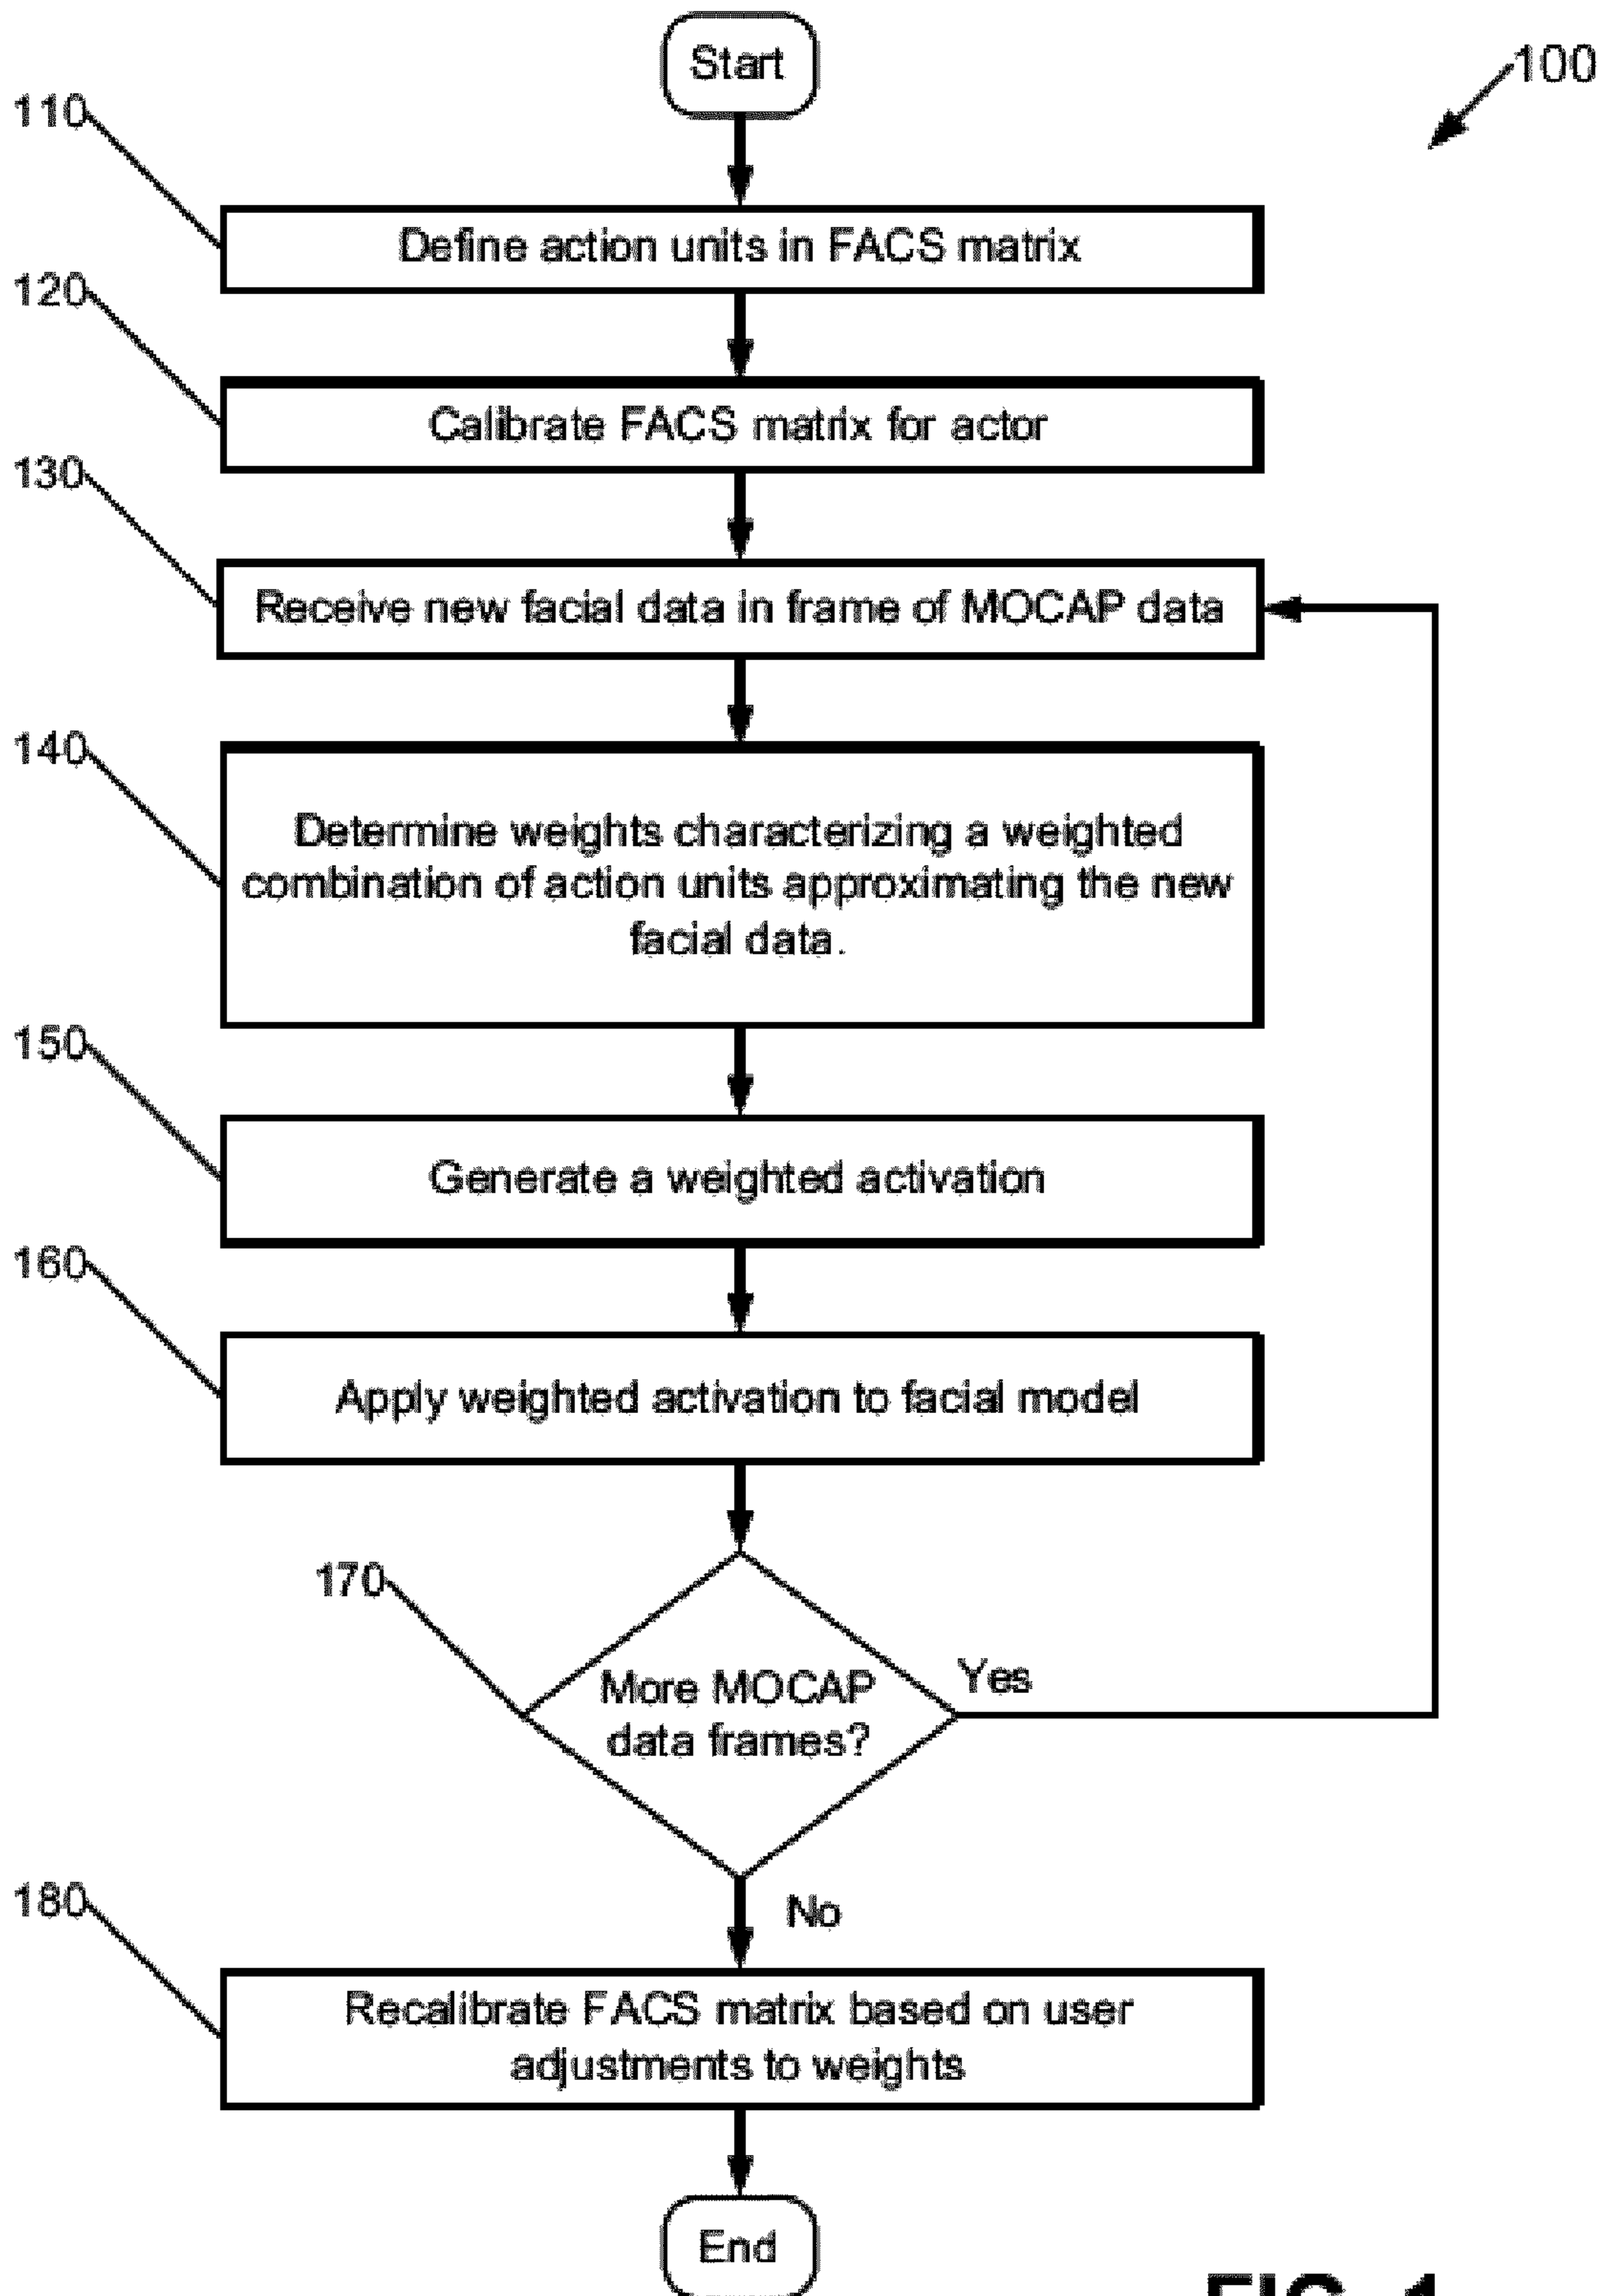 Start
100
110
Define action units in FACS matrix
120
Calibrate FACS matrix for actor
130
Receive new facial data in frame of MOCAP data
140
Determine weights characterizing a weighted
combination of action units approximating the new
facial data.
150
Generate a weighted activation
160
Apply weighted activation to facial model
170
More MOCAP
data frames?
Yes
No
180
Recalibrate FACS matrix based on user
adjustments to weights
End
FIG. 1